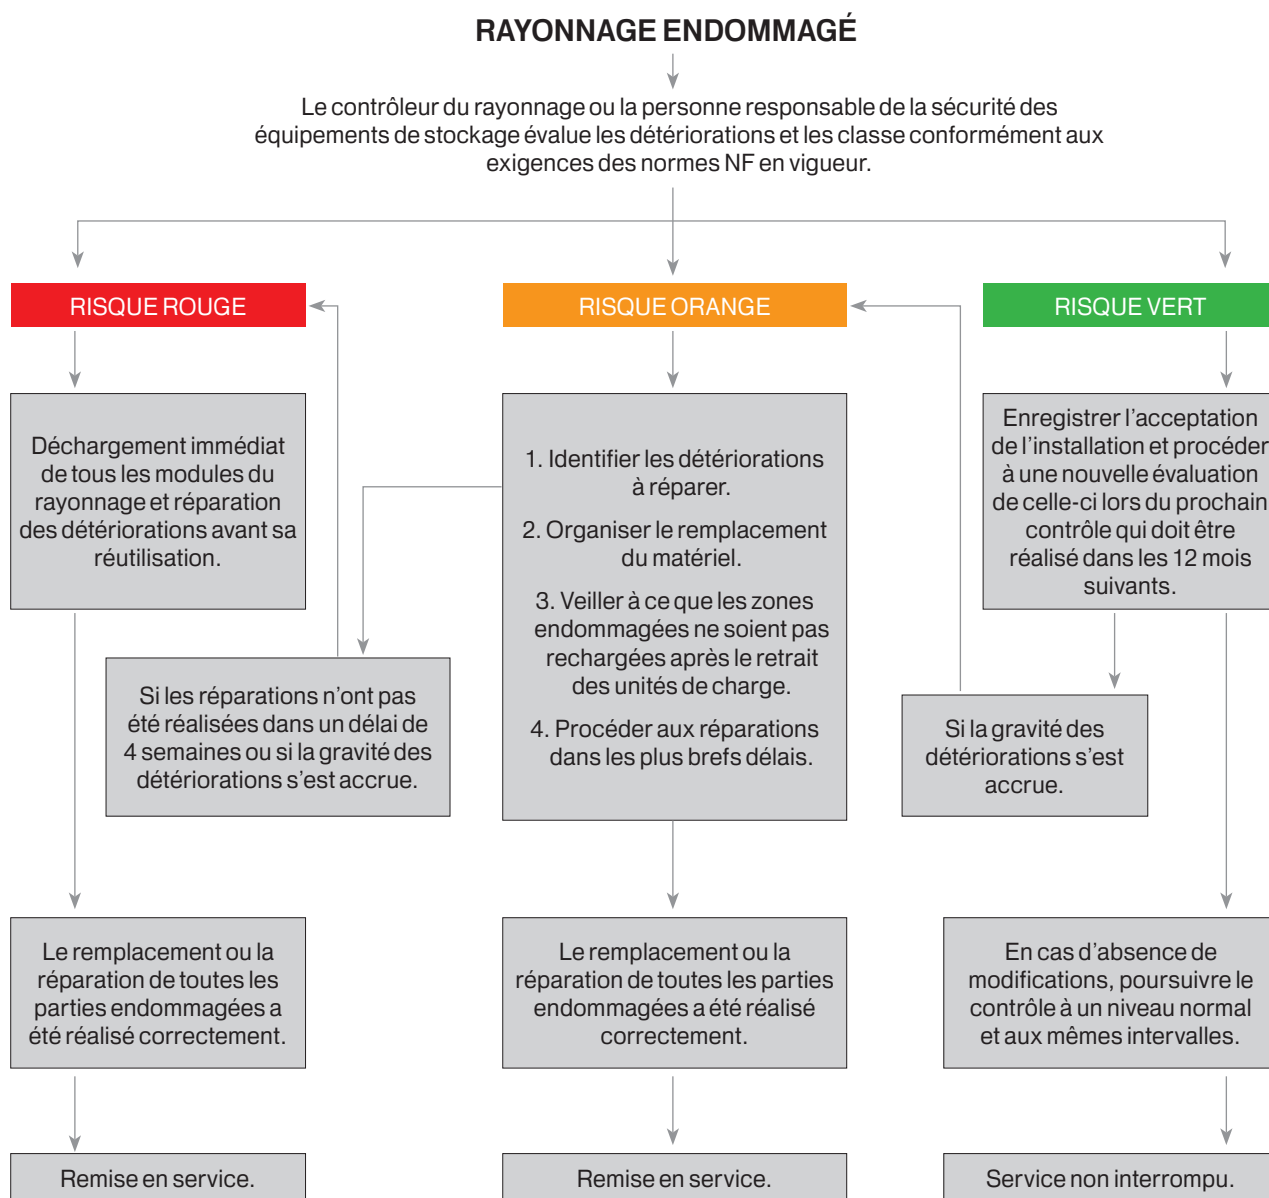 RAYONNAGE ENDOMMAGÉ
Le contrôleur du rayonnage ou la personne responsable de la sécurité des
équipements de stockage évalue les détériorations et les classe conformément aux
exigences des normes NF en vigueur.
RISQUE ROUGE
RISQUE ORANGE
RISQUE VERT
Déchargement immédiat
de tous les modules du
rayonnage et réparation
des détériorations avant sa
réutilisation.
1. Identifier les détériorations
à réparer.
2. Organiser le remplacement
du matériel.
3. Veiller à ce que les zones
endommagées ne soient pas
rechargées après le retrait
des unités de charge.
4. Procéder aux réparations
dans les plus brefs délais.
Enregistrer l’acceptation
de l’installation et procéder
à une nouvelle évaluation
de celle-ci lors du prochain
contrôle qui doit être
réalisé dans les 12 mois
suivants.
Si les réparations n’ont pas
été réalisées dans un délai de
4 semaines ou si la gravité des
détériorations s’est accrue.
Si la gravité des
détériorations s’est
accrue.
Le remplacement ou la
réparation de toutes les
parties endommagées a
été réalisé correctement.
Le remplacement ou la
réparation de toutes les parties
endommagées a été réalisé
correctement.
En cas d’absence de
modifications, poursuivre le
contrôle à un niveau normal
et aux mêmes intervalles.
Remise en service.
Remise en service.
Service non interrompu.